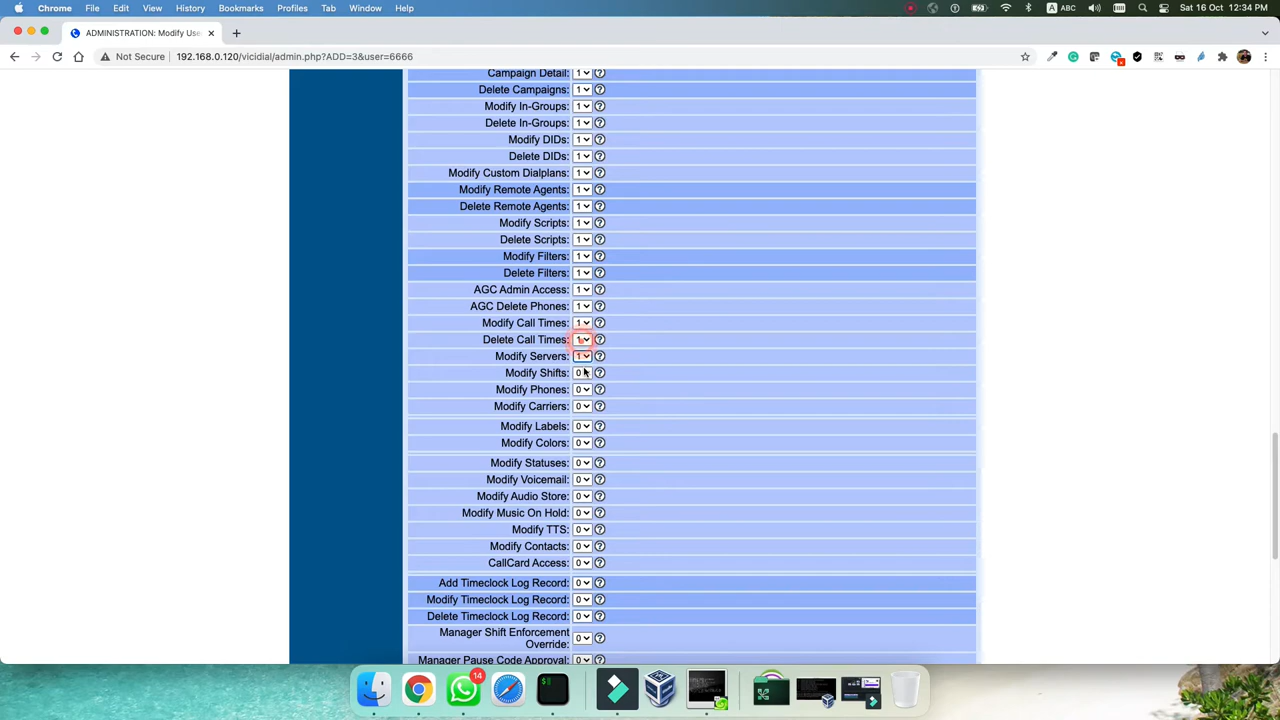 Chrome File Edit View History Bookmarks Profiles Tab Window Help A ABC Sat 16 Oct 12:34 PM
ADMINISTRATION: Modify Use
Not Secure 192.168.0.120/vicidial/admin.php?ADD=3&user=6666
Campaign Detail: 1
Delete Campaigns: 1
Modify In-Groups: 1
Delete In-Groups: 1
Modify DIDs: 1
Delete DIDs: 1
Modify Custom Dialplans: 1
Modify Remote Agents: 1
Delete Remote Agents: 1
Modify Scripts: 1
Delete Scripts: 1
Modify Filters: 1
Delete Filters: 1
AGC Admin Access: 1
AGC Delete Phones: 1
Modify Call Times: 1
Delete Call Times: 1
Modify Servers: 1
Modify Shifts: 0
Modify Phones: 0
Modify Carriers: 0
Modify Labels: 0
Modify Colors: 0
Modify Statuses: 0
Modify Voicemail: 0
Modify Audio Store: 0
Modify Music On Hold: 0
Modify TTS: 0
Modify Contacts: 0
CallCard Access: 0
Add Timeclock Log Record: 0
Modify Timeclock Log Record: 0
Delete Timeclock Log Record: 0
Manager Shift Enforcement
Override: 0
Manager Pause Code Approval: 0
14